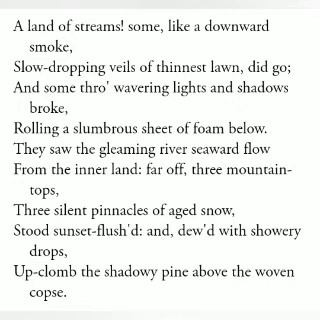 A land of streams! some, like a downward
smoke,
Slow-dropping veils of thinnest lawn, did go;
And some thro' wavering lights and shadows
broke,
Rolling a slumbrous sheet of foam below.
They saw the gleaming river seaward flow
From the inner land: far off, three mountain-
tops,
Three silent pinnacles of aged snow,
Stood sunset-flush'd: and, dew'd with showery
drops,
Up-clomb the shadowy pine above the woven
copse.